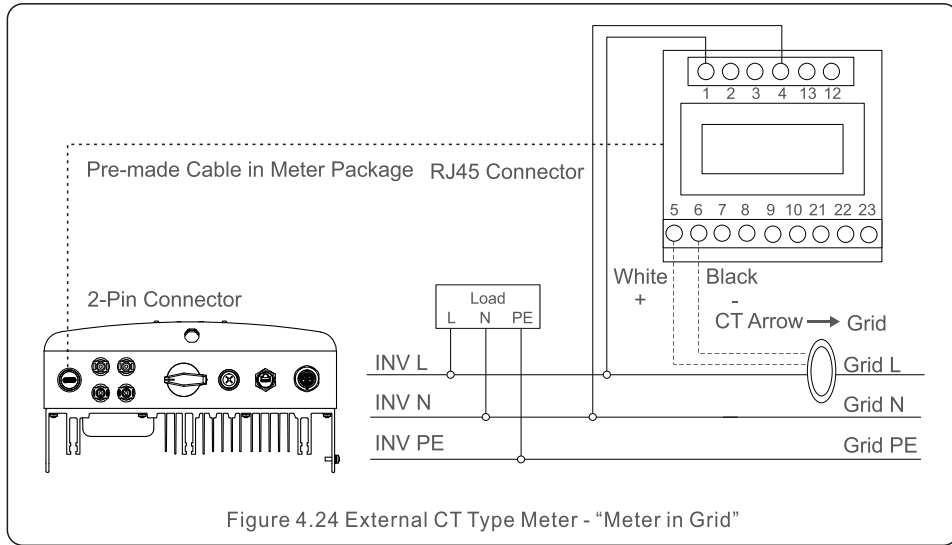 1 2 3 4 13 12
Pre-made Cable in Meter Package RJ45 Connector
5 6 7 8 9 10 21 22 23
White Black
+ -
2-Pin Connector
Load
L N PE
CT Arrow Grid
INV L Grid L
INV N Grid N
INV PE Grid PE
Figure 4.24 External CT Type Meter - “Meter in Grid”